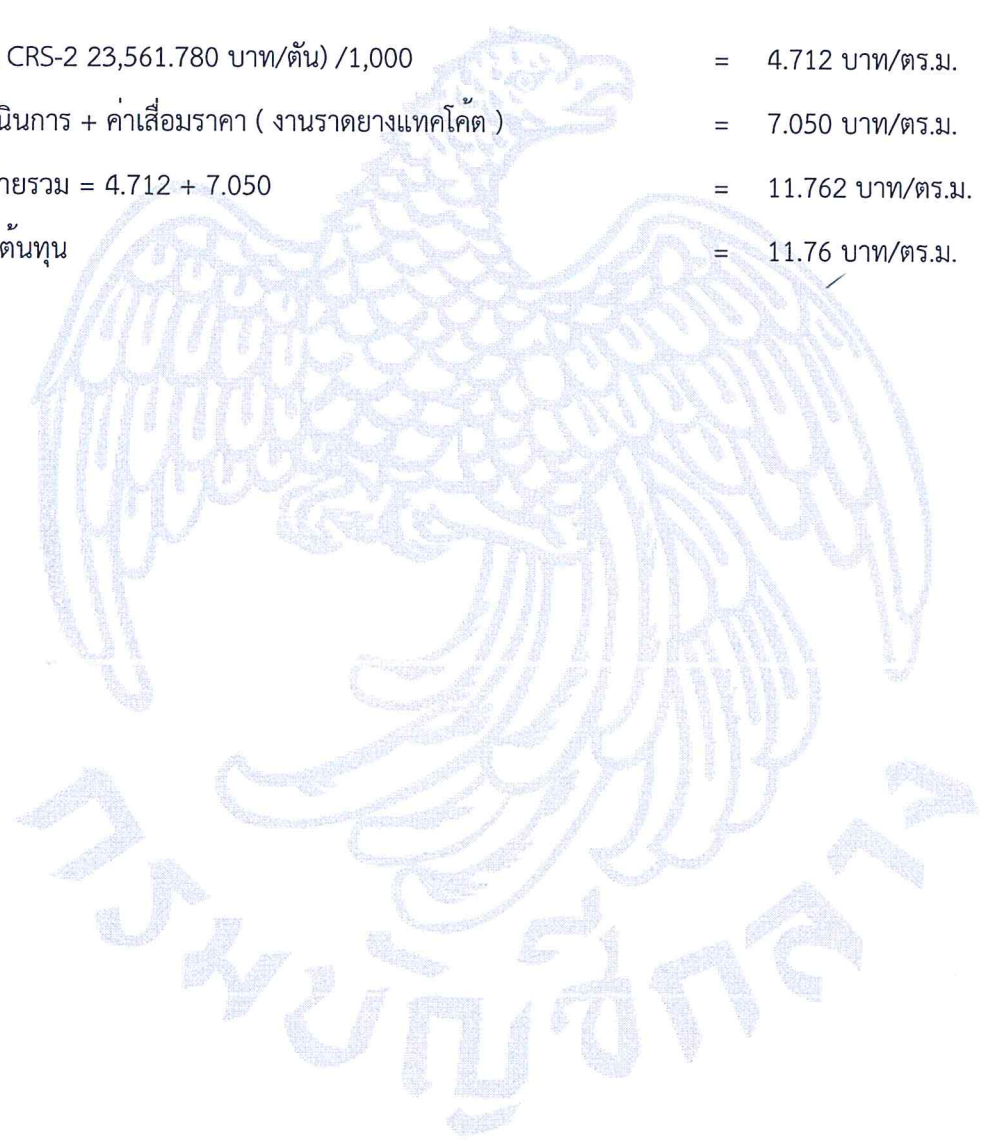 CRS-2 23,561.780 บาท/ตัน) /1,000 = 4.712 บาท/ตร.ม.
นินการ + ค่าเสื่อมราคา ( งานราดยางแทคโค้ต ) = 7.050 บาท/ตร.ม.
ายรวม = 4.712 + 7.050 = 11.762 บาท/ตร.ม.
ต้นทุน = 11.76 บาท/ตร.ม.
กรมบัญชีกลาง